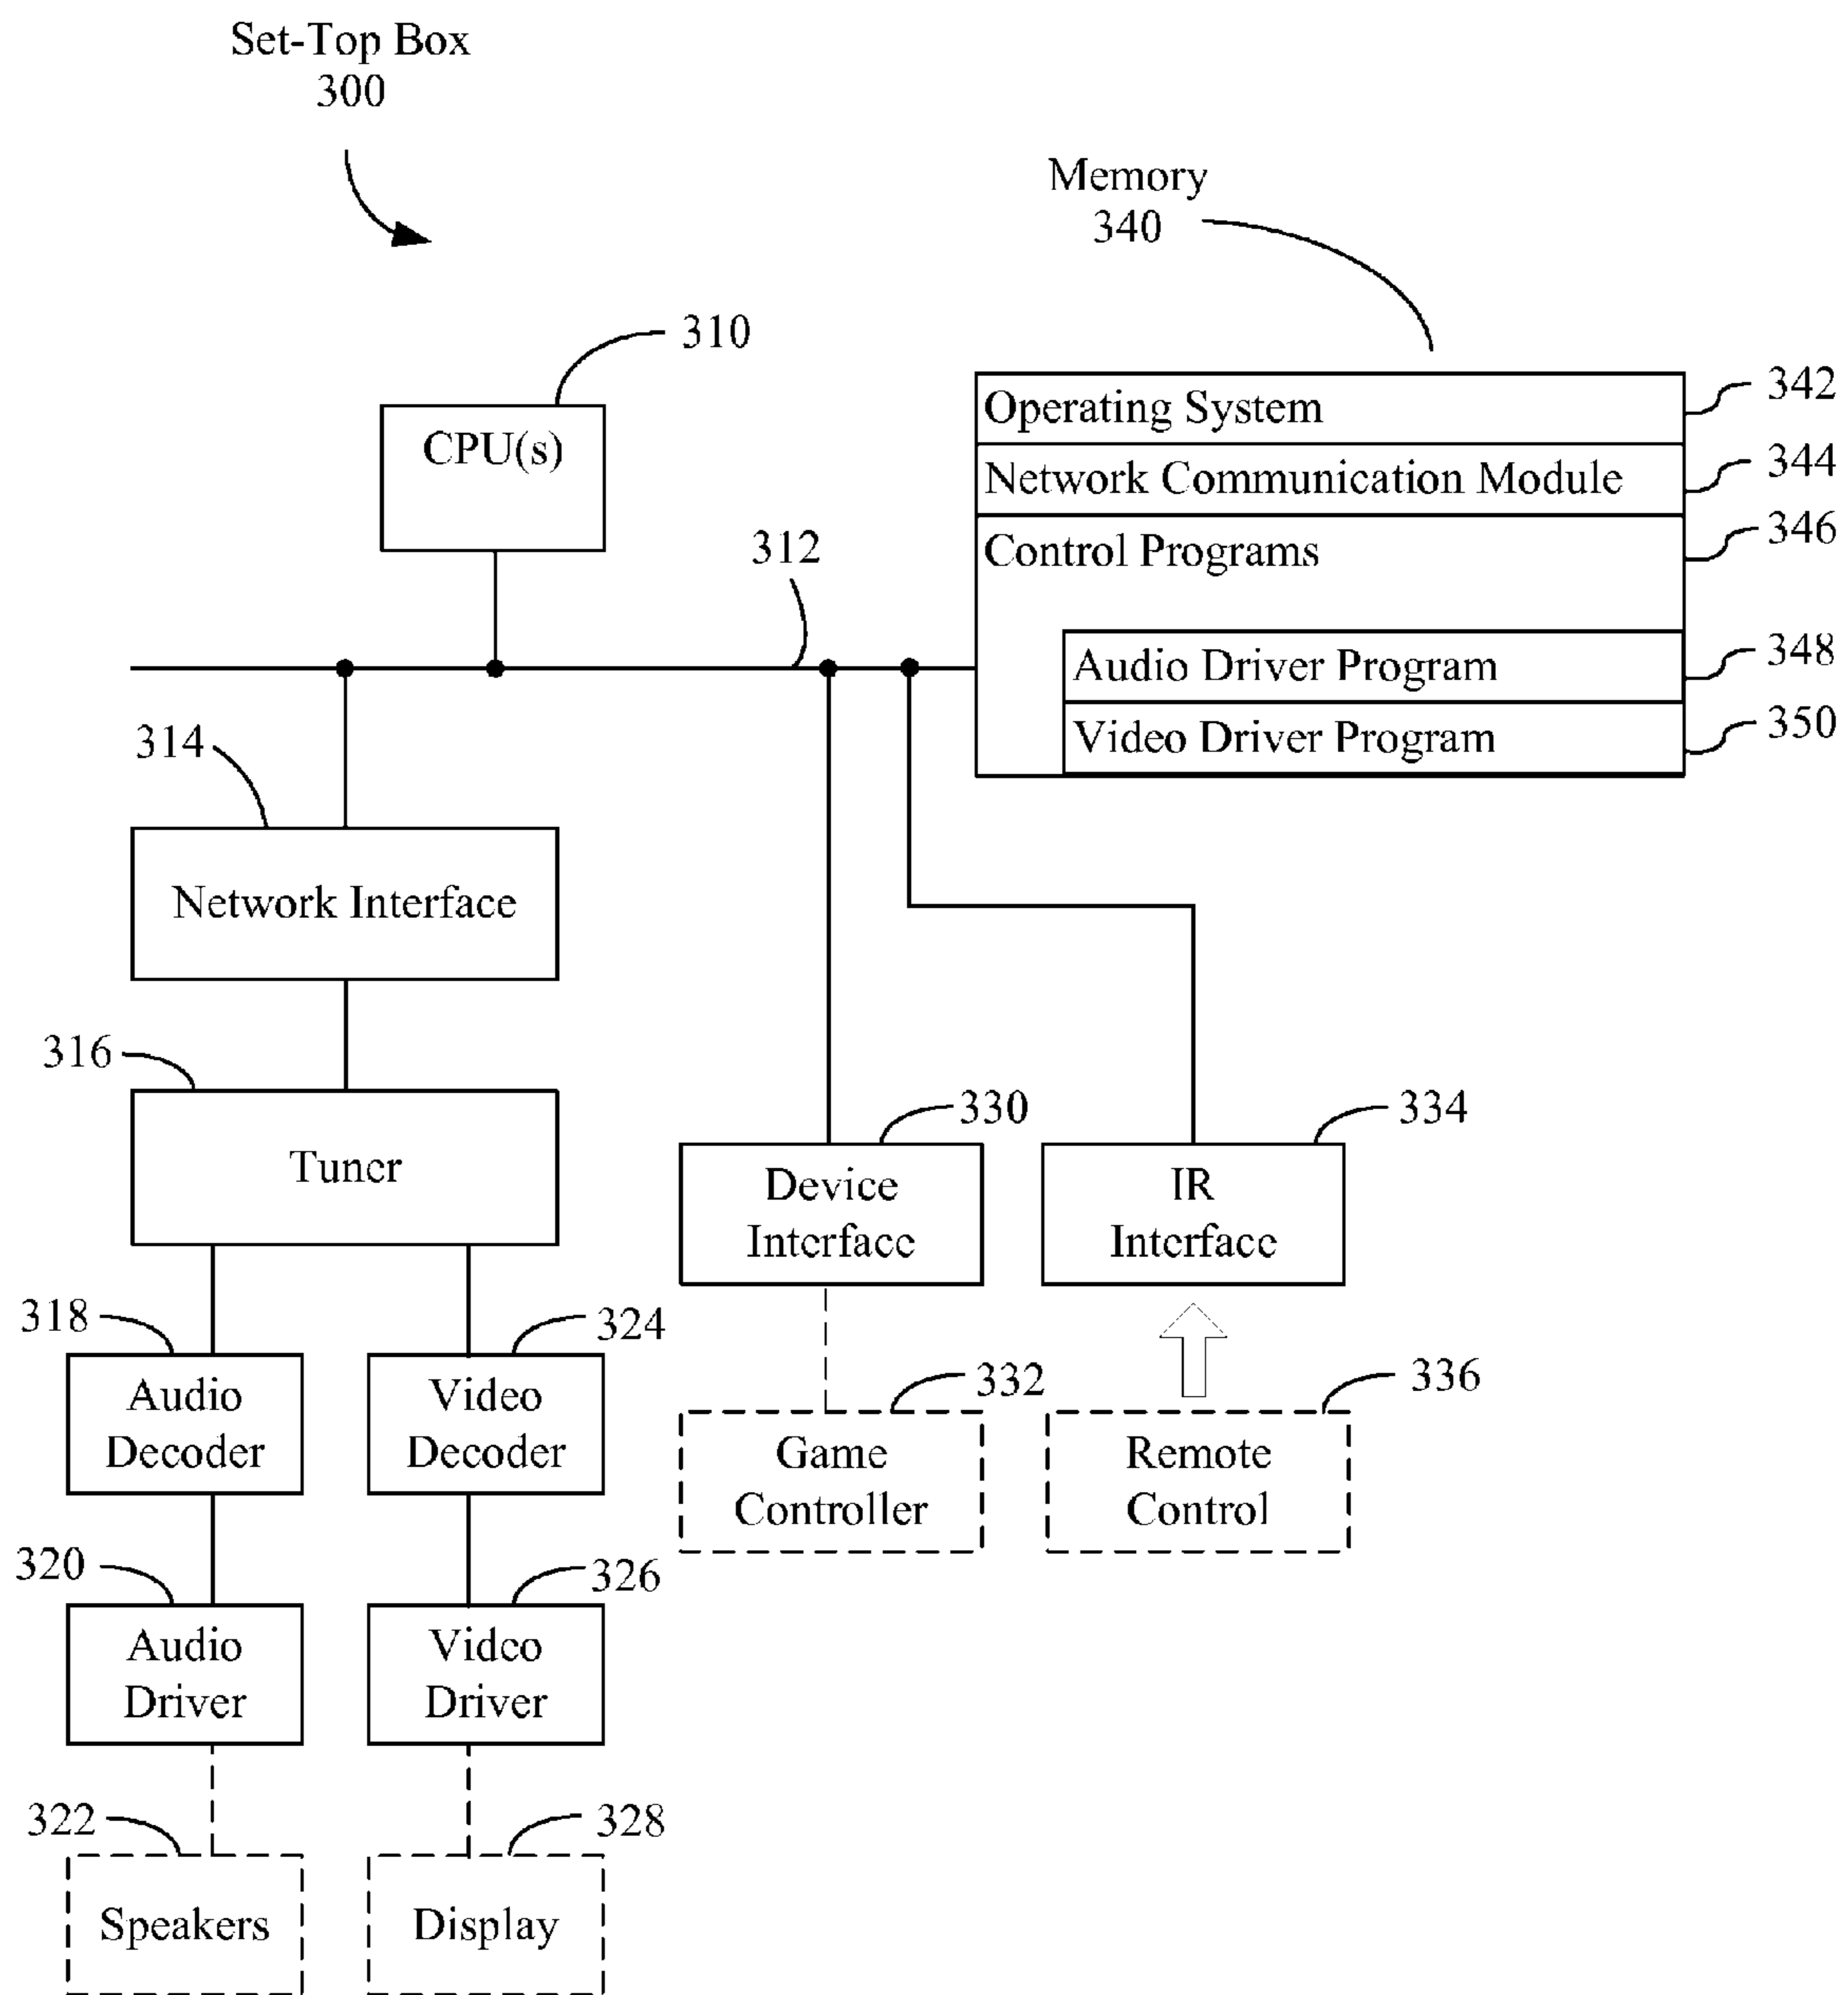 Set-Top Box
300
Memory
340
310
CPU(s)
312
Operating System
342
Network Communication Module
344
Control Programs
346
Audio Driver Program
348
Video Driver Program
350
314
Network Interface
316
Tuner
330
Device
Interface
334
IR
Interface
318
Audio
Decoder
324
Video
Decoder
332
Game
Controller
336
Remote
Control
320
Audio
Driver
326
Video
Driver
322
Speakers
328
Display